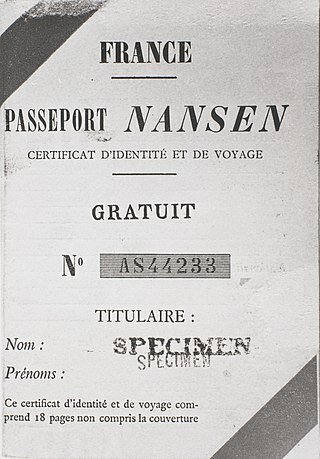 FRANCE
PASSEPORT NANSEN
CERTIFICAT D'IDENTITÉ ET DE VOYAGE
GRATUIT
Nº AS44233
TITULAIRE :
Nom : SPECIMEN
SPECIMEN
Prénoms :
Ce certificat d'identité et de voyage com-
prend 18 pages non compris la couverture